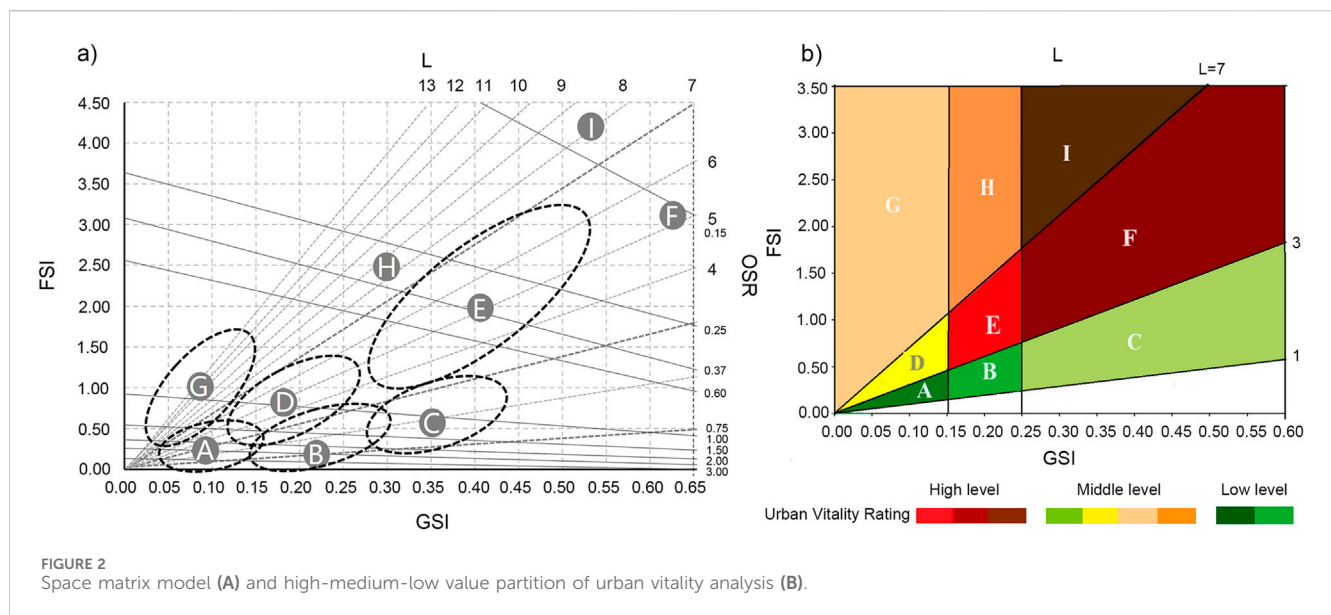 a)
L
13 12 11 10 9 8 7
4.50
4.00
3.50
3.00
2.50
2.00
1.50
1.00
0.50
0.00
FSI
I
F
H
E
G
D
C
A
B
6
5
0.15
4
0.25
0.37
0.60
0.75
1.00
1.50
2.00
3.00
OSR
0.00 0.05 0.10 0.15 0.20 0.25 0.30 0.35 0.40 0.45 0.50 0.55 0.60 0.65
GSI
b)
L
L=7
3.50
3.00
2.50
2.00
1.50
1.00
0.50
0.00
FSI
I
H
G
F
E
C
D
B
A
3
1
0.00 0.05 0.10 0.15 0.20 0.25 0.30 0.35 0.40 0.45 0.50 0.55 0.60
GSI
High level Middle level Low level
Urban Vitality Rating
FIGURE 2
Space matrix model (A) and high-medium-low value partition of urban vitality analysis (B).